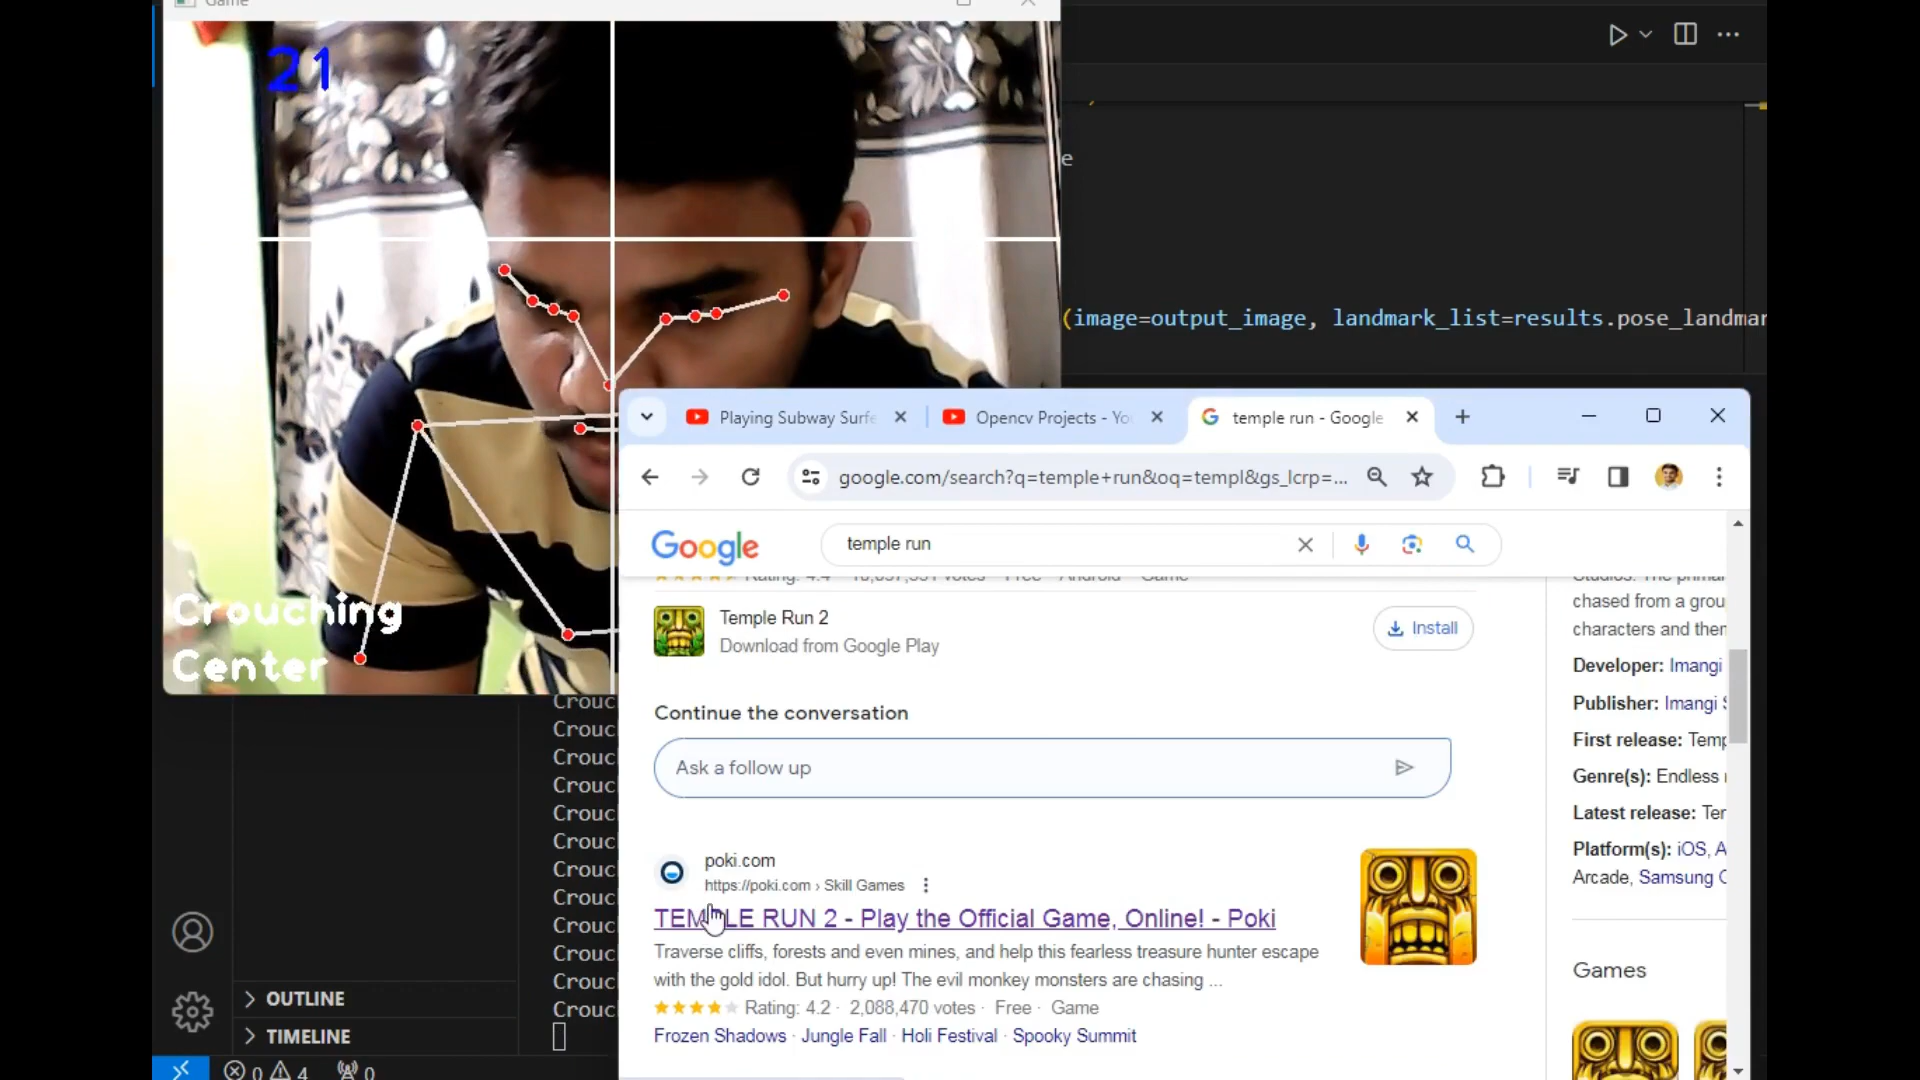 Game
21
e
(image=output_image, landmark_list=results.pose_landmar
Crouching
Center
Playing Subway Surfe
Opencv Projects - Yo
temple run - Google
google.com/search?q=temple+run&oq=templ&gs_lcrp=...
Google
temple run
Temple Run 2
Download from Google Play
Install
Continue the conversation
Ask a follow up
poki.com
https://poki.com › Skill Games
TEMPLE RUN 2 - Play the Official Game, Online! - Poki
Traverse cliffs, forests and even mines, and help this fearless treasure hunter escape
with the gold idol. But hurry up! The evil monkey monsters are chasing ...
Rating: 4.2 · 2,088,470 votes · Free · Game
Frozen Shadows · Jungle Fall · Holi Festival · Spooky Summit
Studios. The primar
chased from a grou
characters and then
Developer: Imangi
Publisher: Imangi S
First release: Temp
Genre(s): Endless r
Latest release: Ter
Platform(s): iOS, A
Arcade, Samsung G
Games
Crouc
Crouc
Crouc
Crouc
Crouc
Crouc
Crouc
Crouc
Crouc
Crouc
Crouc
Crouc
OUTLINE
TIMELINE
0 4 0